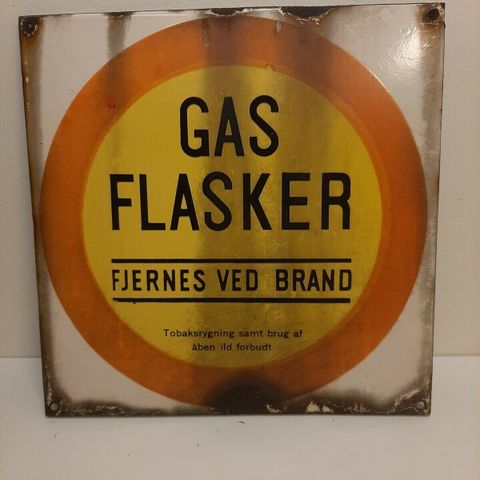 GAS
FLASKER
FJERNES VED BRAND
Tobaksrygning samt brug af
åben ild forbudt